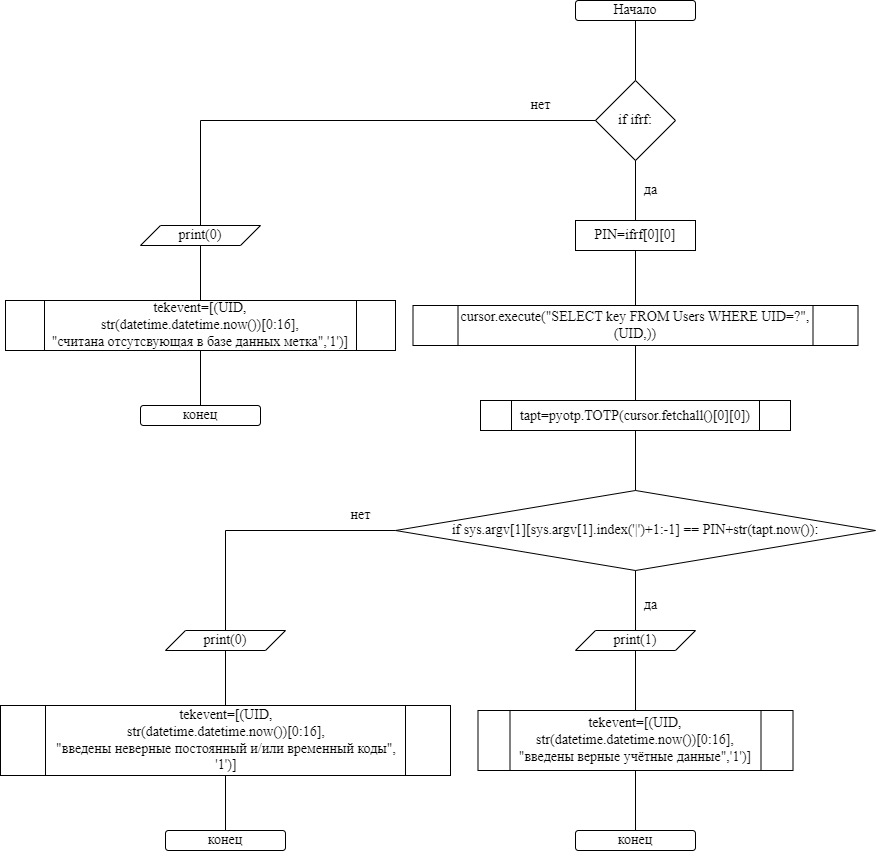 Начало
нет
if ifrf:
да
print(0)
PIN=ifrf[0][0]
tekevent=[(UID,
str(datetime.datetime.now())[0:16],
"считана отсутсвующая в базе данных метка",'1')]
cursor.execute("SELECT key FROM Users WHERE UID=?",
(UID,))
конец
tapt=pyotp.TOTP(cursor.fetchall()[0][0])
нет
if sys.argv[1][sys.argv[1].index('|')+1:-1] == PIN+str(tapt.now()):
да
print(0)
print(1)
tekevent=[(UID,
str(datetime.datetime.now())[0:16],
"введены неверные постоянный и/или временный коды",
'1')]
tekevent=[(UID,
str(datetime.datetime.now())[0:16],
"введены верные учётные данные",'1')]
конец
конец